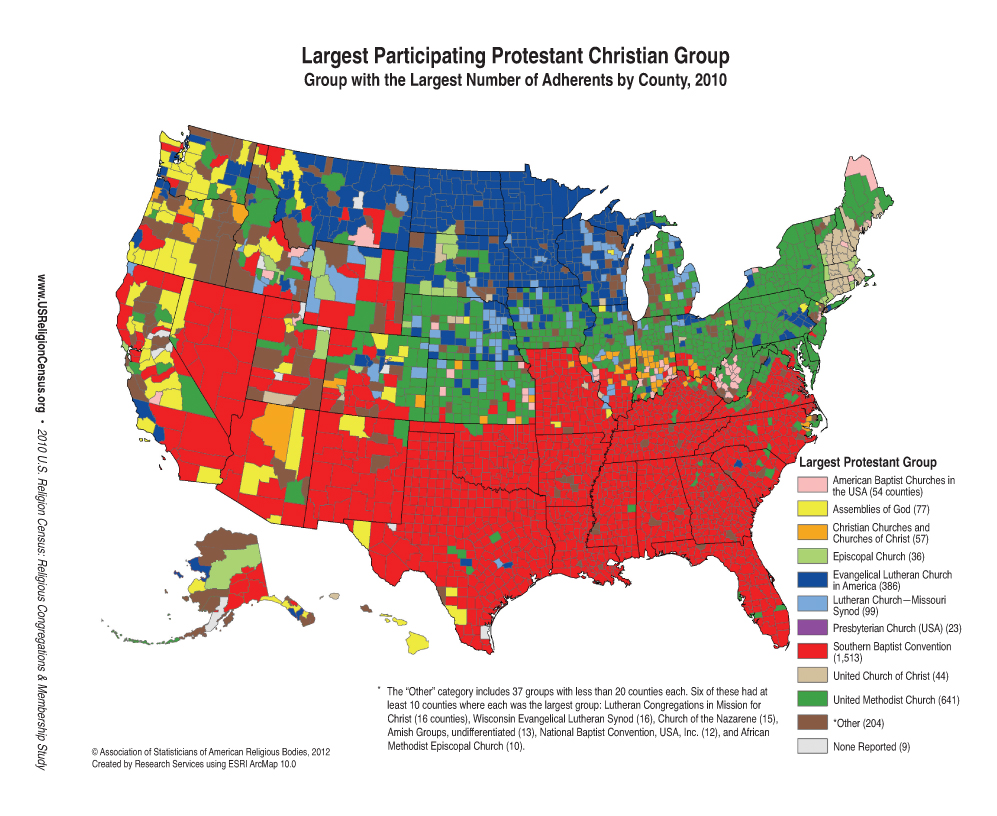 Largest Participating Protestant Christian Group
Group with the Largest Number of Adherents by County, 2010
www.USReligionCensus.org • 2010 U.S. Religion Census: Religious Congregations & Membership Study
Largest Protestant Group
American Baptist Churches in
the USA (54 counties)
Assemblies of God (77)
Christian Churches and
Churches of Christ (57)
Episcopal Church (36)
Evangelical Lutheran Church
in America (386)
Lutheran Church—Missouri
Synod (99)
Presbyterian Church (USA) (23)
Southern Baptist Convention
(1,513)
United Church of Christ (44)
United Methodist Church (641)
*Other (204)
None Reported (9)
* The “Other” category includes 37 groups with less than 20 counties each. Six of these had at
least 10 counties where each was the largest group: Lutheran Congregations in Mission for
Christ (16 counties), Wisconsin Evangelical Lutheran Synod (16), Church of the Nazarene (15),
Amish Groups, undifferentiated (13), National Baptist Convention, USA, Inc. (12), and African
Methodist Episcopal Church (10).
© Association of Statisticians of American Religious Bodies, 2012
Created by Research Services using ESRI ArcMap 10.0